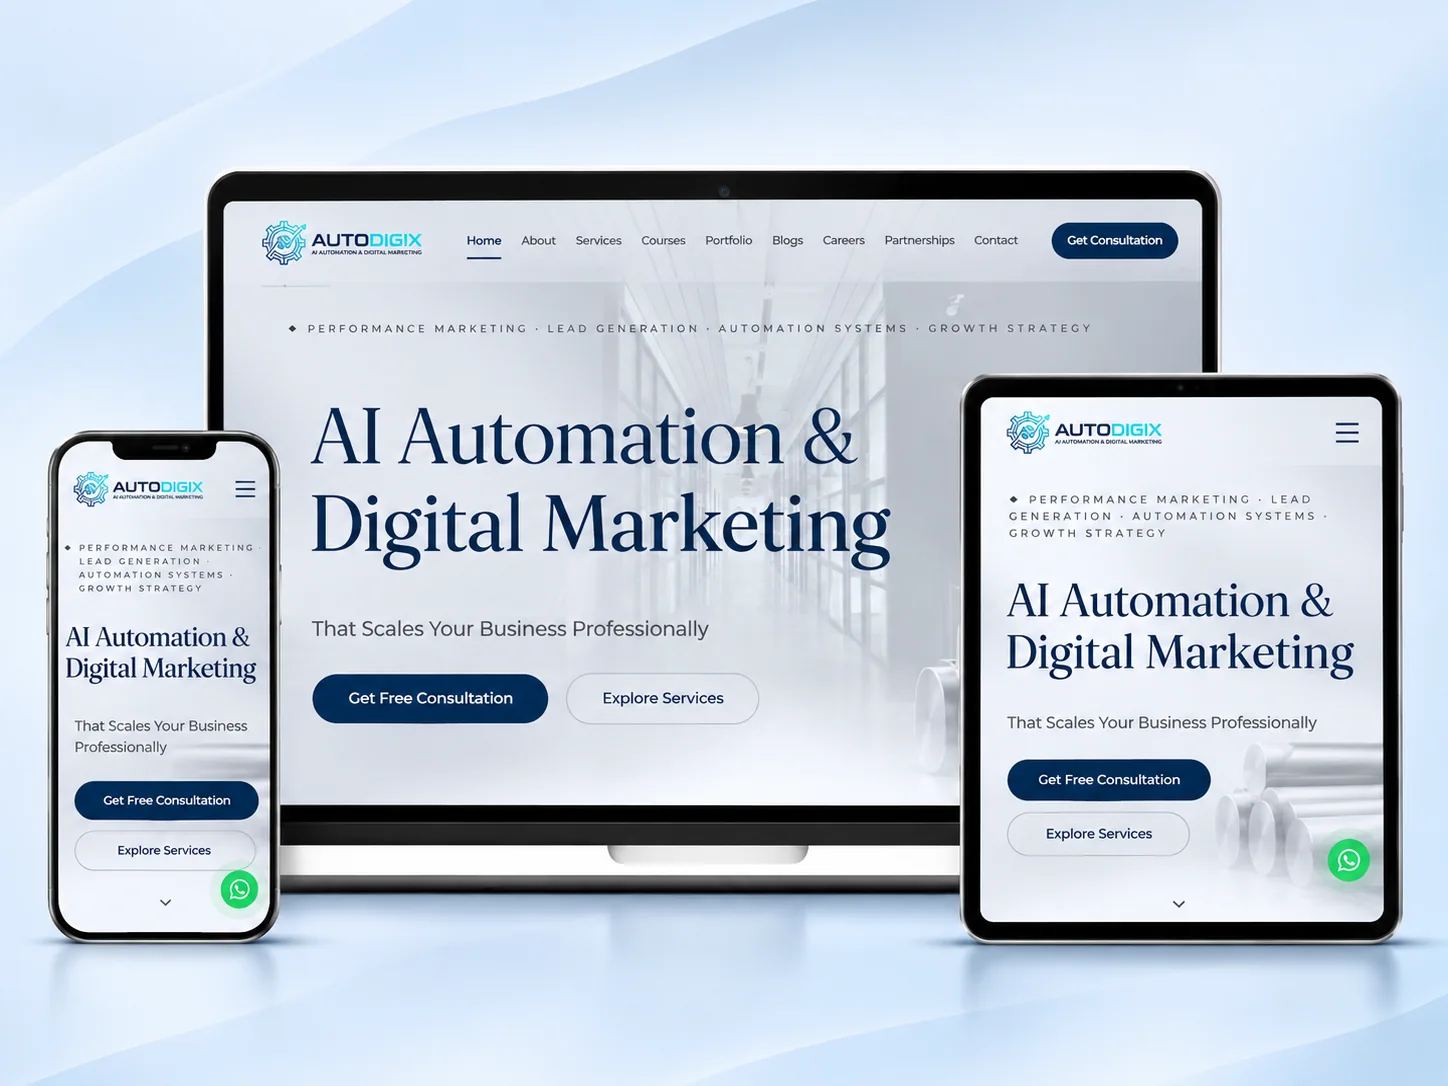 AUTODIGIX
AI AUTOMATION & DIGITAL MARKETING
Home About Services Courses Portfolio Blogs Careers Partnerships Contact
Get Consultation
◆ PERFORMANCE MARKETING · LEAD GENERATION · AUTOMATION SYSTEMS · GROWTH STRATEGY
AI Automation &
Digital Marketing
That Scales Your Business Professionally
Get Free Consultation
Explore Services
AUTODIGIX
AI AUTOMATION & DIGITAL MARKETING
◆ PERFORMANCE MARKETING ·
LEAD GENERATION ·
AUTOMATION SYSTEMS ·
GROWTH STRATEGY
AI Automation &
Digital Marketing
That Scales Your Business
Professionally
Get Free Consultation
Explore Services
AUTODIGIX
AI AUTOMATION & DIGITAL MARKETING
◆ PERFORMANCE MARKETING · LEAD
GENERATION · AUTOMATION SYSTEMS ·
GROWTH STRATEGY
AI Automation &
Digital Marketing
That Scales Your Business Professionally
Get Free Consultation
Explore Services